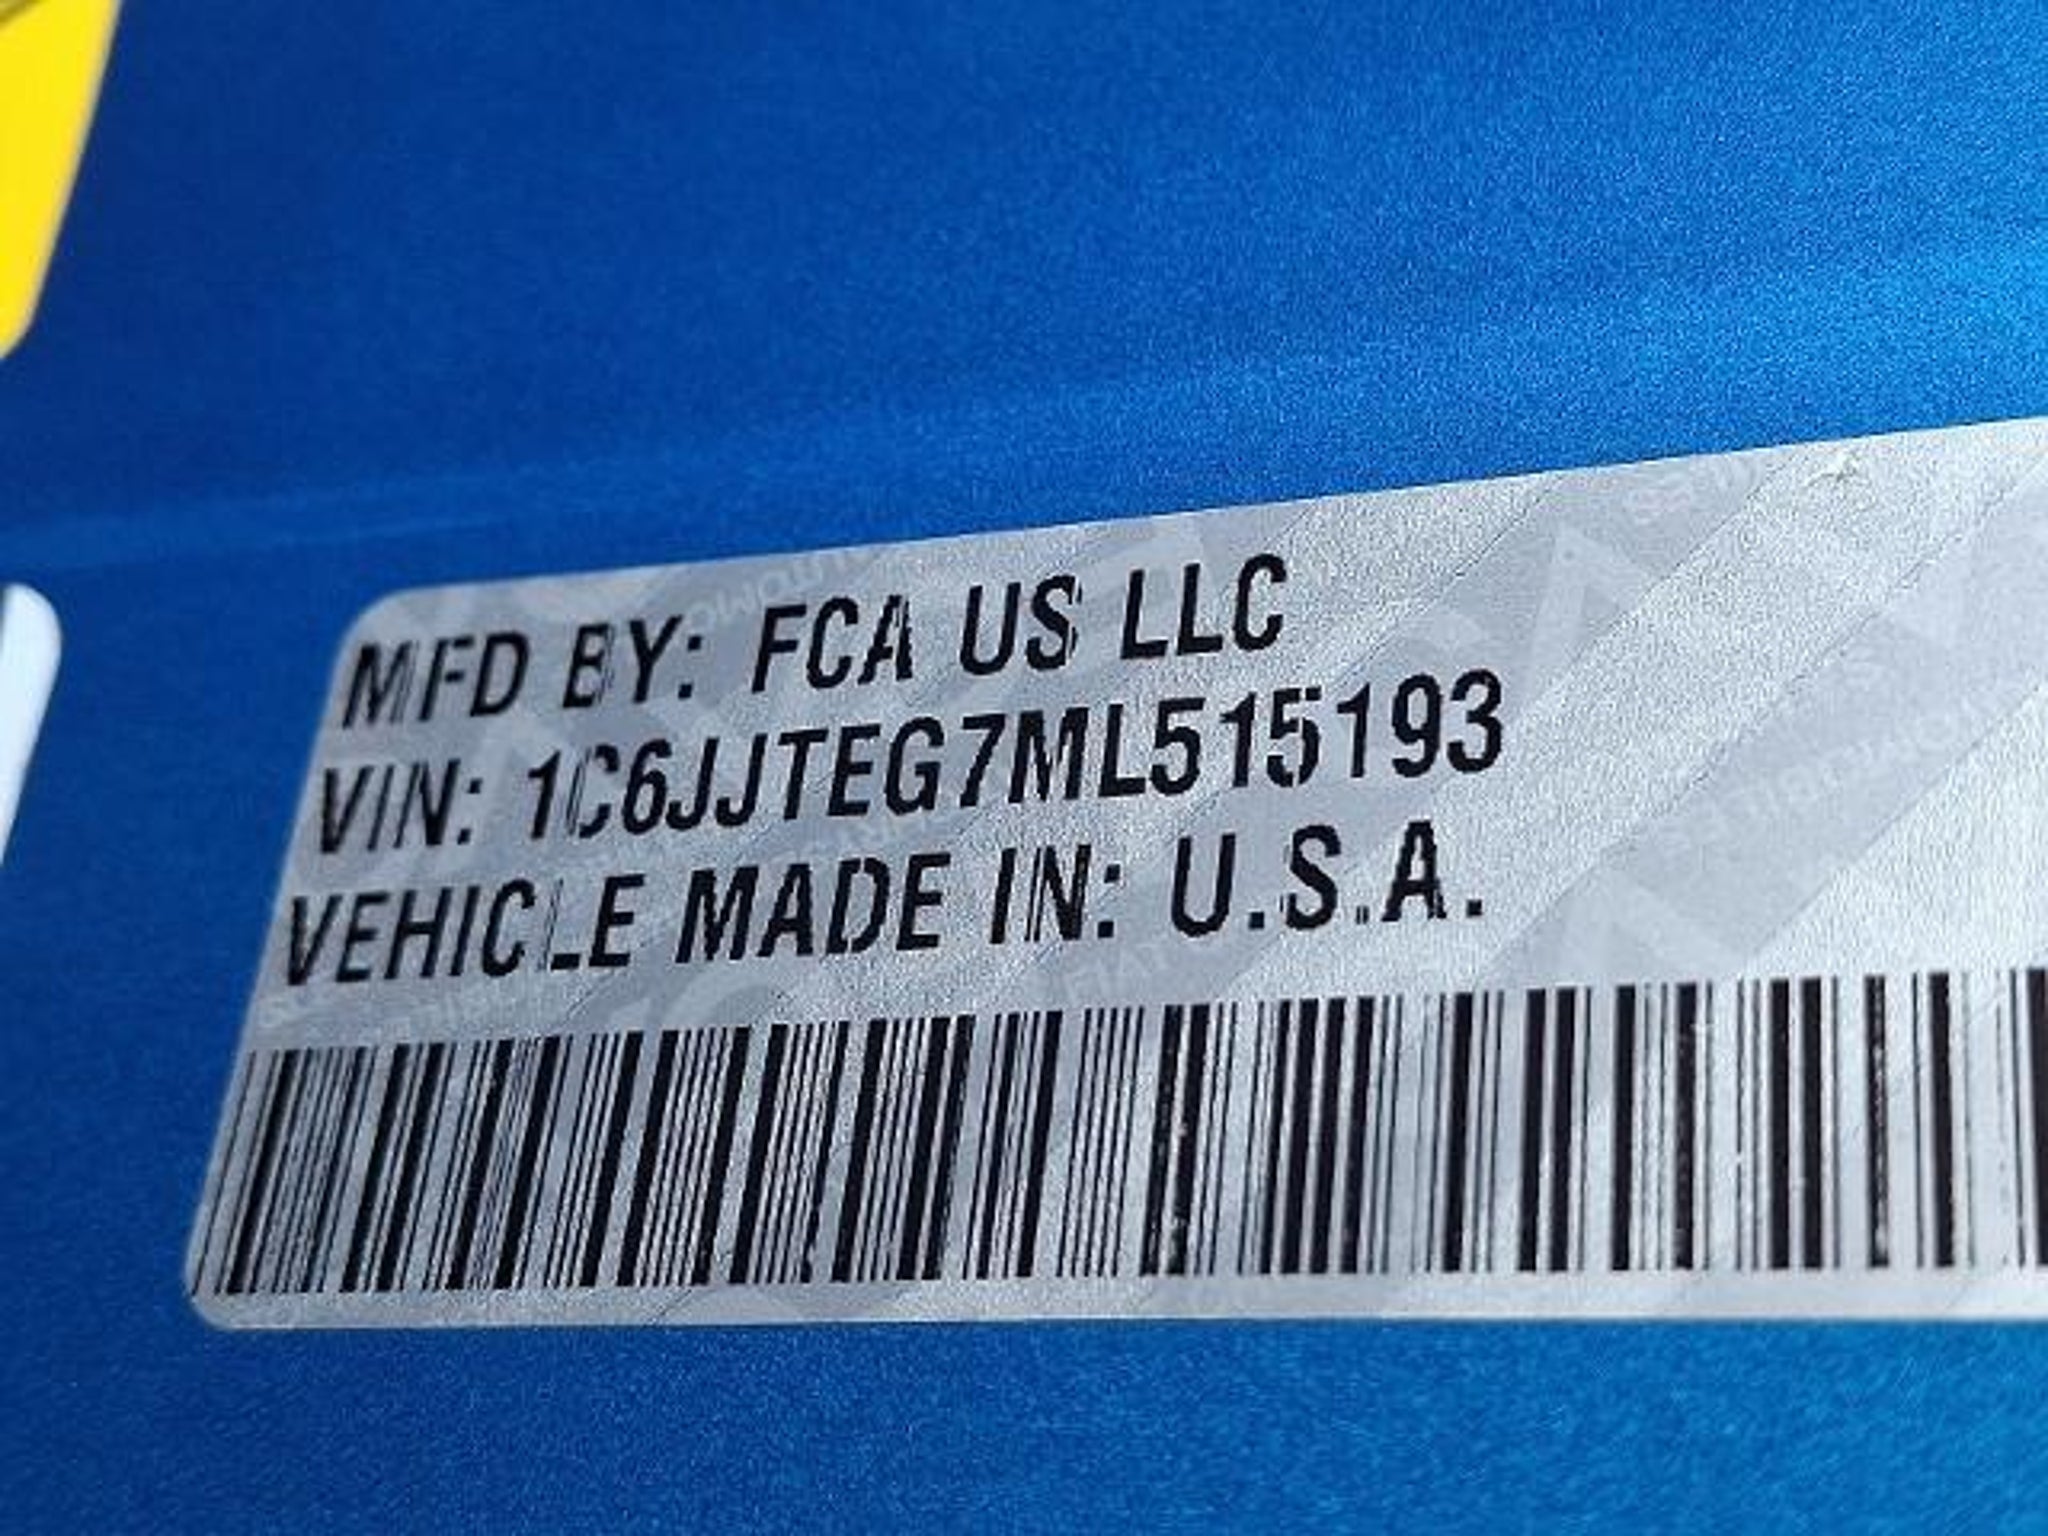 MFD BY: FCA US LLC
VIN: 1C6JJTEG7ML515193
VEHICLE MADE IN: U.S.A.